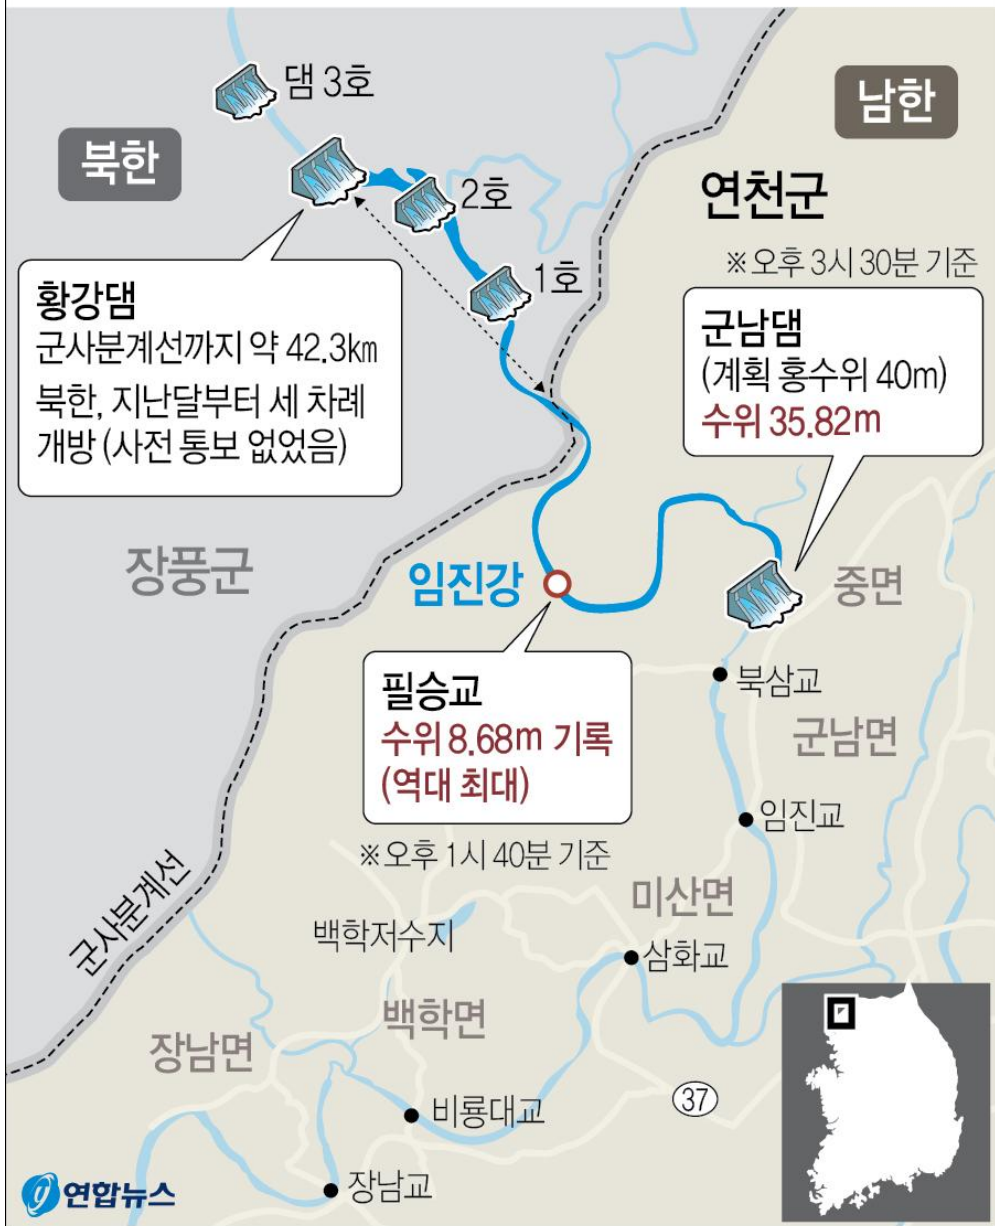 댐 3호
남한
북한
2호
연천군
1호
※오후 3시 30분 기준
황강댐
군사분계선까지 약 42.3㎞
북한, 지난달부터 세 차례
개방 (사전 통보 없었음)
군남댐
(계획 홍수위 40m)
수위 35.82m
장풍군
임진강
중면
필승교
수위 8.68m 기록
(역대 최대)
※오후 1시 40분 기준
북삼교
군남면
임진교
군사분계선
미산면
백학저수지
삼화교
백학면
장남면
비룡대교
37
장남교
y 연합뉴스